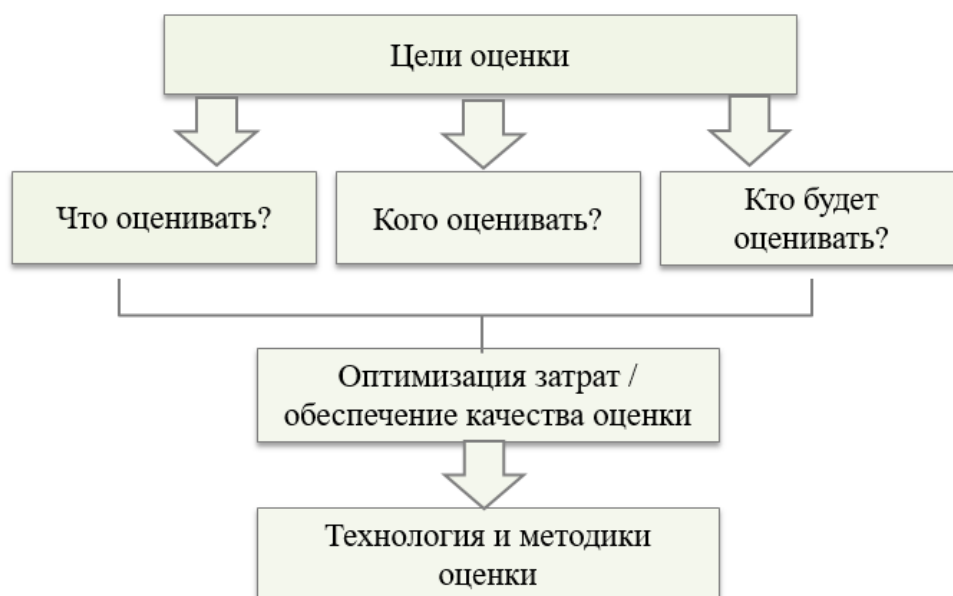 Цели оценки
Что оценивать?
Кого оценивать?
Кто будет
оценивать?
Оптимизация затрат /
обеспечение качества оценки
Технология и методики
оценки